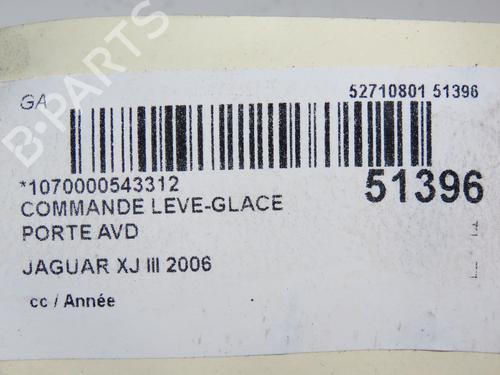 B-PARTS
GA
52710801 51396
*1070000543312
51396
COMMANDE LEVE-GLACE
PORTE AVD
JAGUAR XJ III 2006
cc / Année